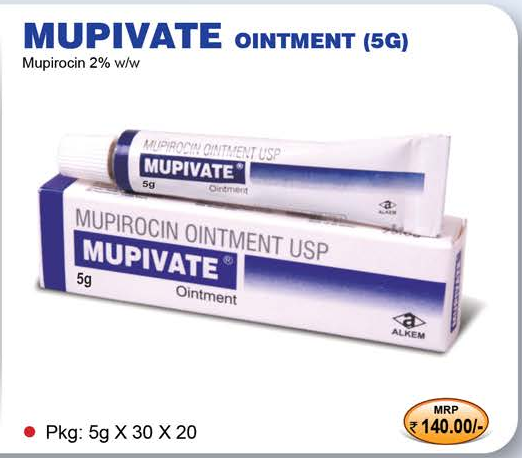 MUPIVATE OINTMENT (5G)
Mupirocin 2% w/w
MUPIROCIN OINTMENT USP
MUPIVATE®
5g
Ointment
ALKEM
MUPIROCIN OINTMENT USP
MUPIVATE®
5g
Ointment
ALKEM
MUPIVATE
Pkg: 5g X 30 X 20
MRP
₹ 140.00/-